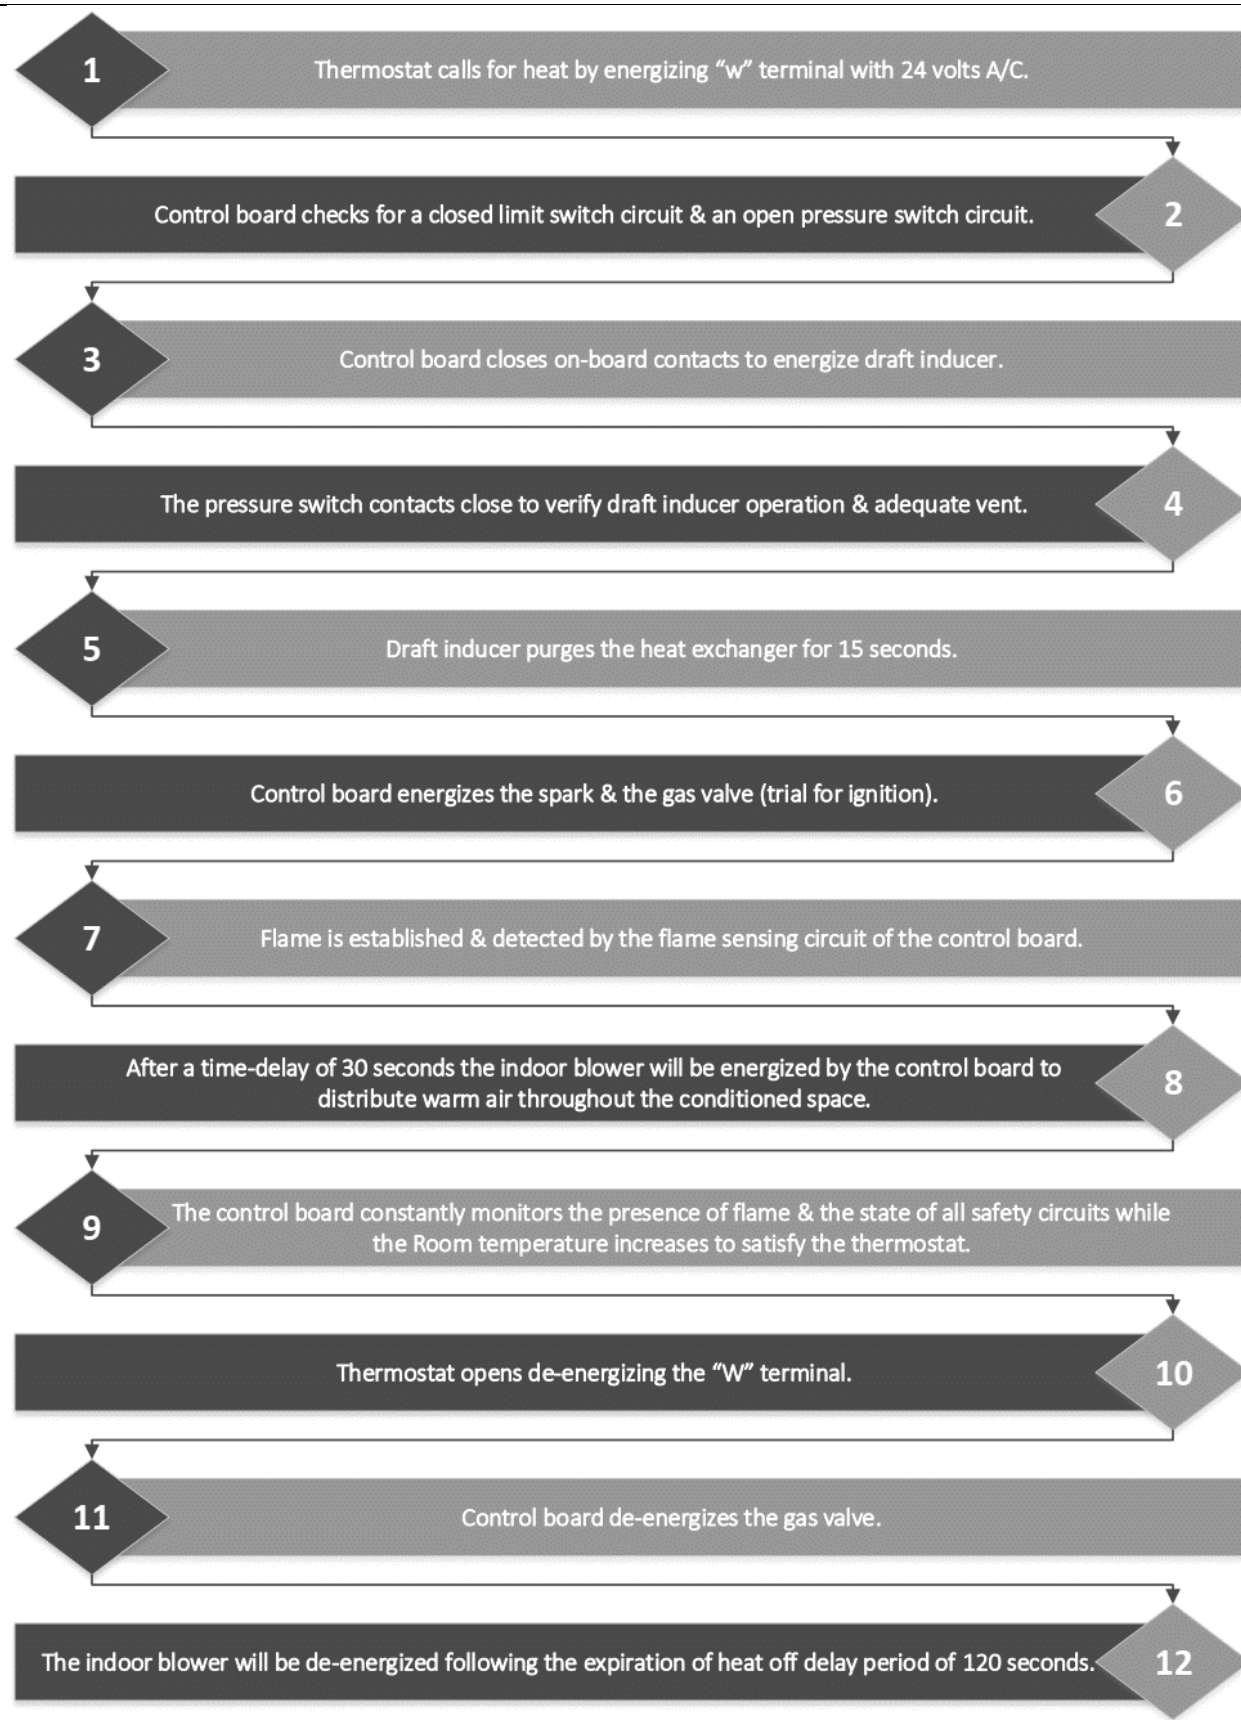 1
Thermostat calls for heat by energizing “w” terminal with 24 volts A/C.
Control board checks for a closed limit switch circuit & an open pressure switch circuit.
2
3
Control board closes on-board contacts to energize draft inducer.
The pressure switch contacts close to verify draft inducer operation & adequate vent.
4
5
Draft inducer purges the heat exchanger for 15 seconds.
Control board energizes the spark & the gas valve (trial for ignition).
6
7
Flame is established & detected by the flame sensing circuit of the control board.
After a time-delay of 30 seconds the indoor blower will be energized by the control board to
distribute warm air throughout the conditioned space.
8
9
The control board constantly monitors the presence of flame & the state of all safety circuits while
the Room temperature increases to satisfy the thermostat.
Thermostat opens de-energizing the “W” terminal.
10
11
Control board de-energizes the gas valve.
The indoor blower will be de-energized following the expiration of heat off delay period of 120 seconds.
12